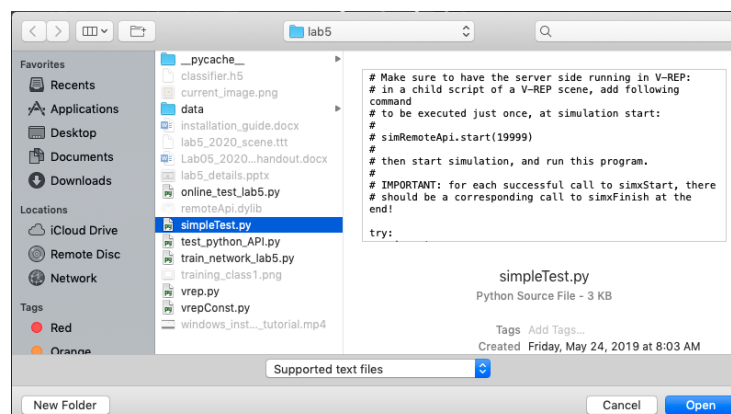 lab5
Favorites
Recents
Applications
Desktop
Documents
Downloads
Locations
iCloud Drive
Remote Disc
Network
Tags
Red
Orange
__pycache__
classifier.h5
current_image.png
data
installation_guide.docx
lab5_2020_scene.ttt
Lab05_2020...handout.docx
lab5_details.pptx
online_test_lab5.py
remoteApi.dylib
simpleTest.py
test_python_API.py
train_network_lab5.py
training_class1.png
vrep.py
vrepConst.py
windows_inst..._tutorial.mp4
# Make sure to have the server side running in V-REP:
# in a child script of a V-REP scene, add following
command
# to be executed just once, at simulation start:
#
# simRemoteApi.start(19999)
#
# then start simulation, and run this program.
#
# IMPORTANT: for each successful call to simxStart, there
# should be a corresponding call to simxFinish at the
end!
try:
simpleTest.py
Python Source File - 3 KB
Tags Add Tags...
Created Friday, May 24, 2019 at 8:03 AM
Supported text files
New Folder
Cancel
Open